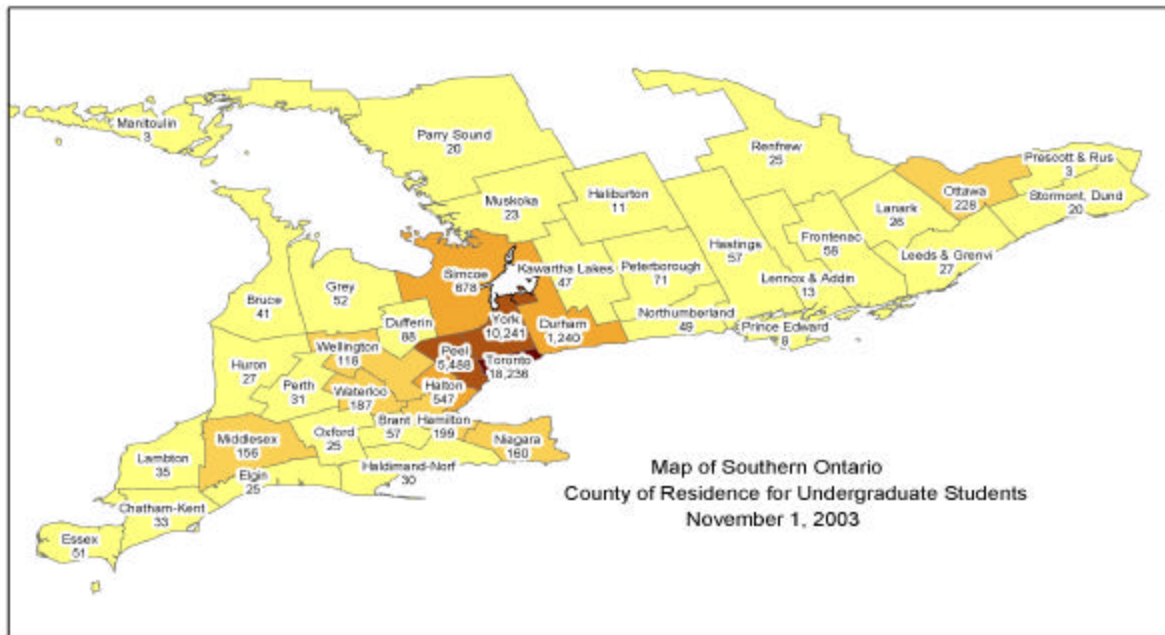 Manitoulin
3
Parry Sound
20
Renfrew
25
Prescott & Rus
3
Ottawa
228
Stormont, Dund
20
Muskoka
23
Haliburton
11
Lanark
26
Frontenac
58
Hastings
57
Leeds & Grenvi
27
Simcoe
678
Kawartha Lakes
47
Peterborough
71
Lennox & Addin
13
Grey
52
Bruce
41
Dufferin
88
York
10,241
Durham
1,240
Northumberland
49
Prince Edward
8
Wellington
118
Peel
5,488
Toronto
18,236
Huron
27
Perth
31
Waterloo
187
Halton
547
Middlesex
156
Oxford
25
Brant
57
Hamilton
199
Niagara
160
Lambton
35
Elgin
25
Haldimand-Norf
30
Chatham-Kent
33
Essex
51
Map of Southern Ontario
County of Residence for Undergraduate Students
November 1, 2003